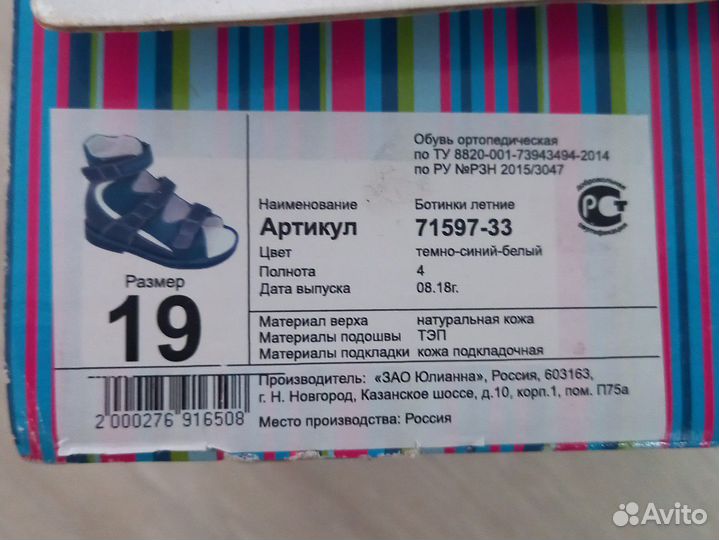 Обувь ортопедическая
по ТУ 8820-001-73943494-2014
по РУ №РЗН 2015/3047
добровольная
РСТ
сертификация
Наименование Ботинки летние
Артикул 71597-33
Цвет темно-синий-белый
Полнота 4
Дата выпуска 08.18г.
Размер
19
Материал верха натуральная кожа
Материалы подошвы ТЭП
Материалы подкладки кожа подкладочная
Производитель: «ЗАО Юлианна», Россия, 603163,
г. Н. Новгород, Казанское шоссе, д.10, корп.1, пом. П75а
Место производства: Россия
2 000276 916508
Avito